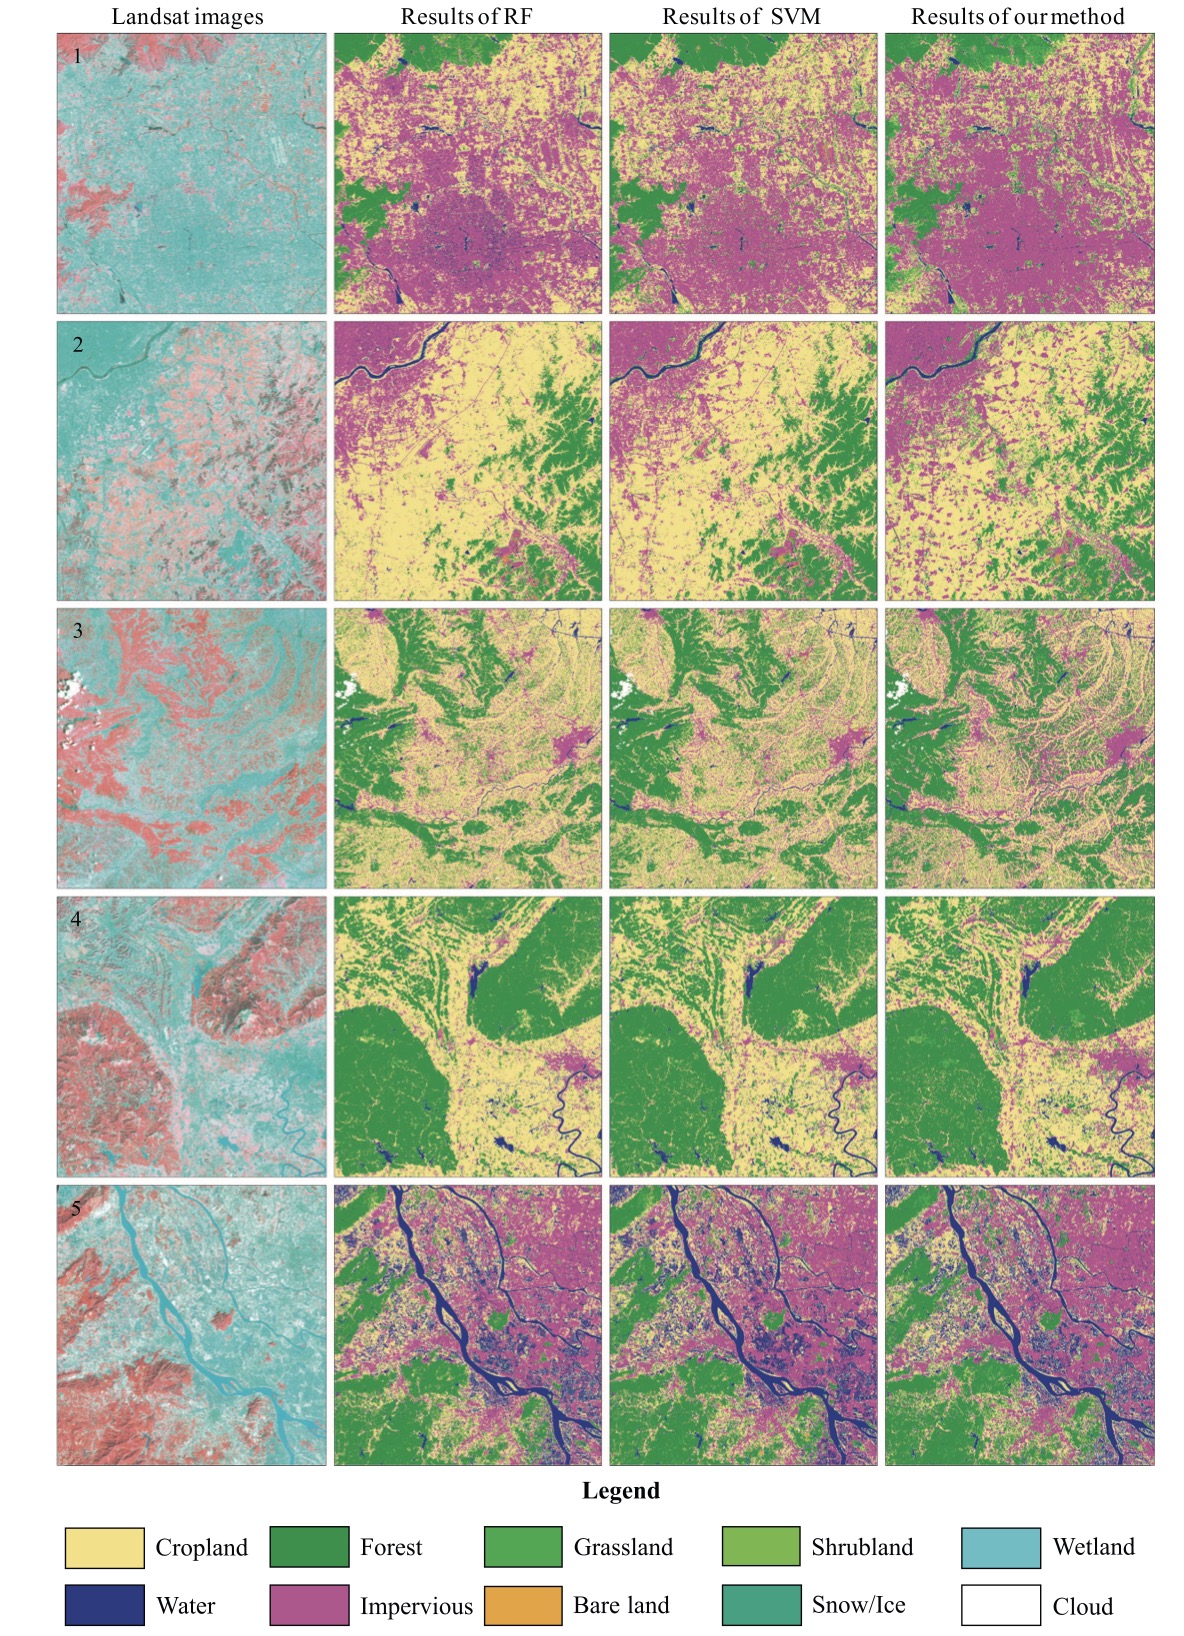 Landsat images Results of RF Results of SVM Results of our method
1
2
3
4
5
Legend
Cropland Forest Grassland Shrubland Wetland
Water Impervious Bare land Snow/Ice Cloud